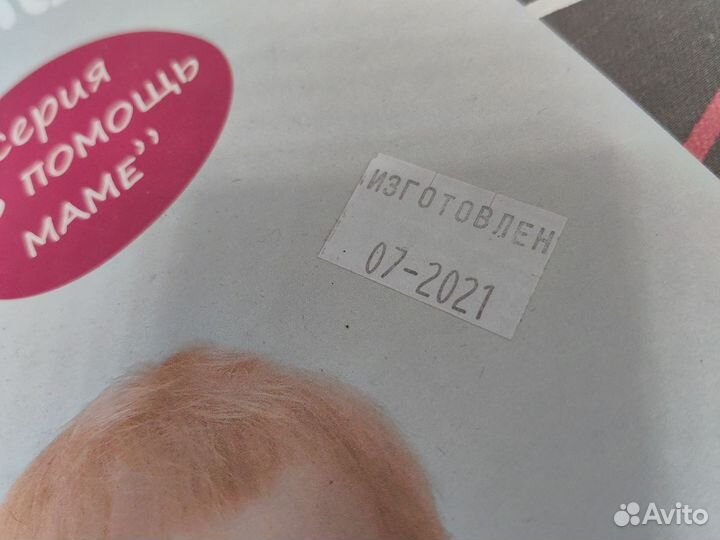 серия
помощь
маме”
ИЗГОТОВЛЕН
07-2021
Avito